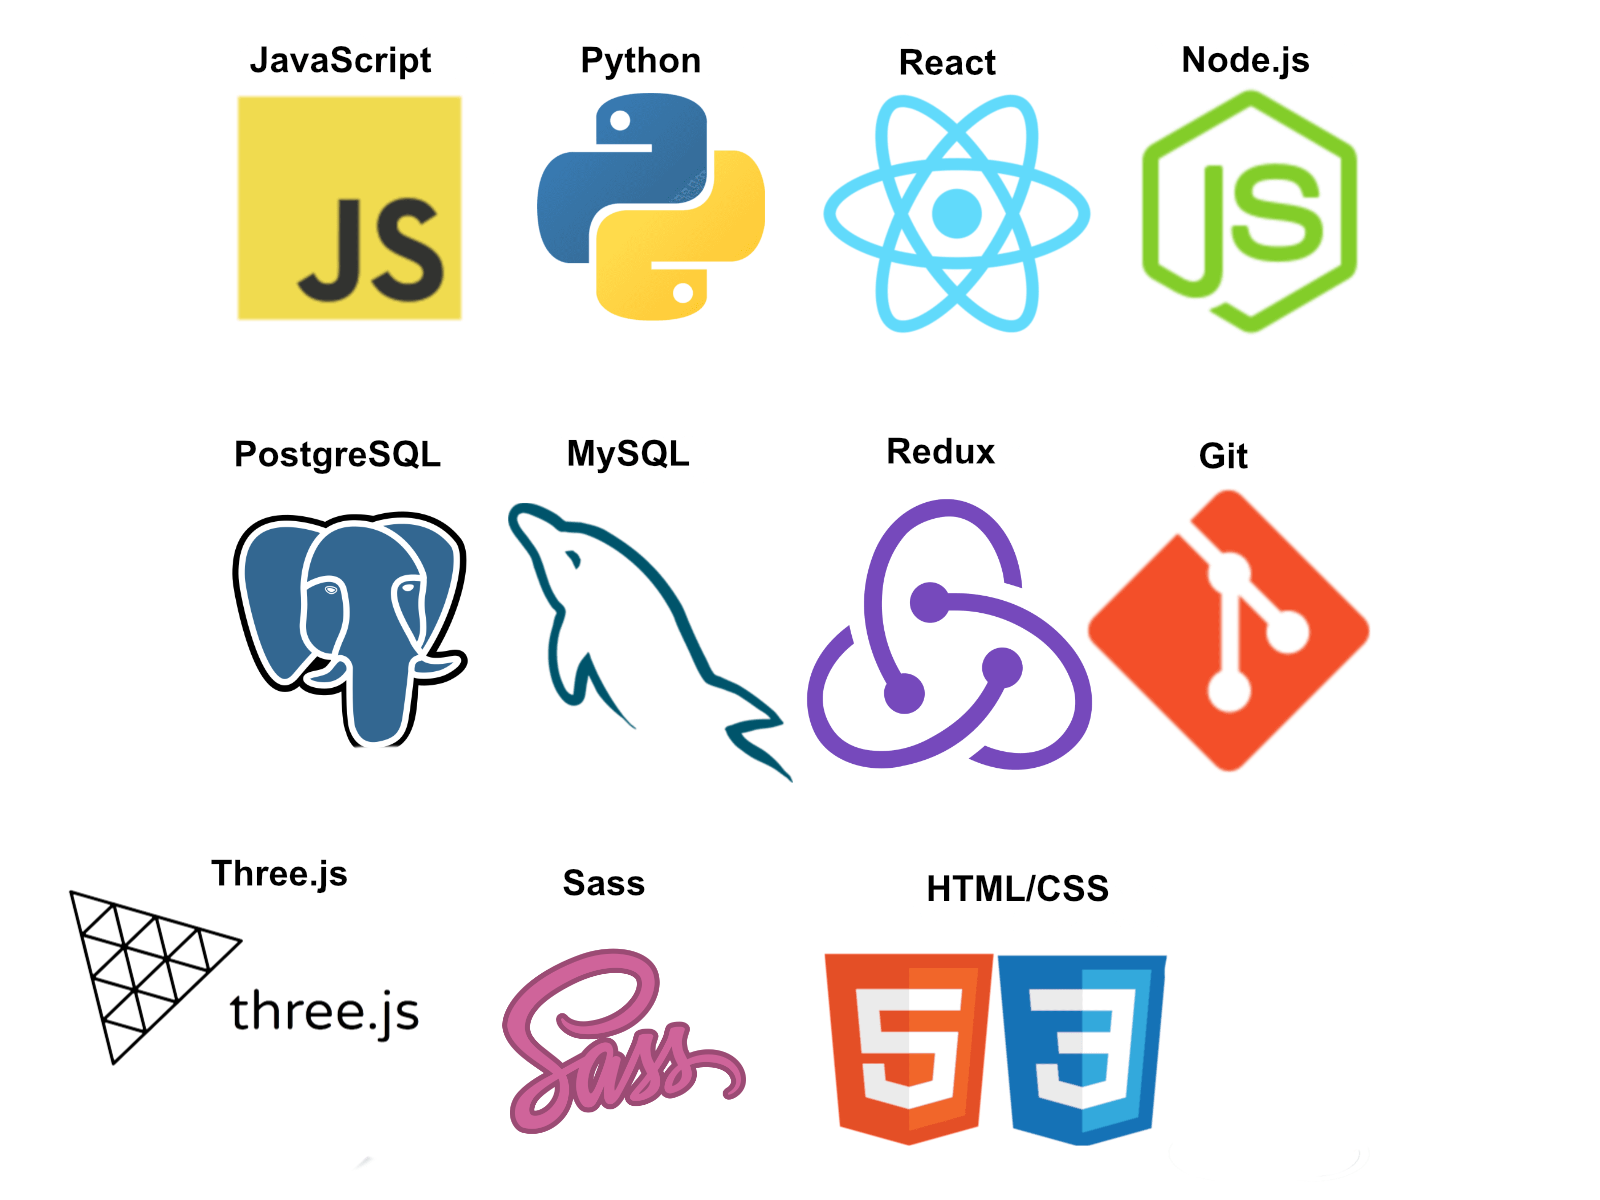 JavaScript
Python
React
Node.js
JS
JS
PostgreSQL
MySQL
Redux
Git
Three.js
Sass
HTML/CSS
three.js
Sass
5
3